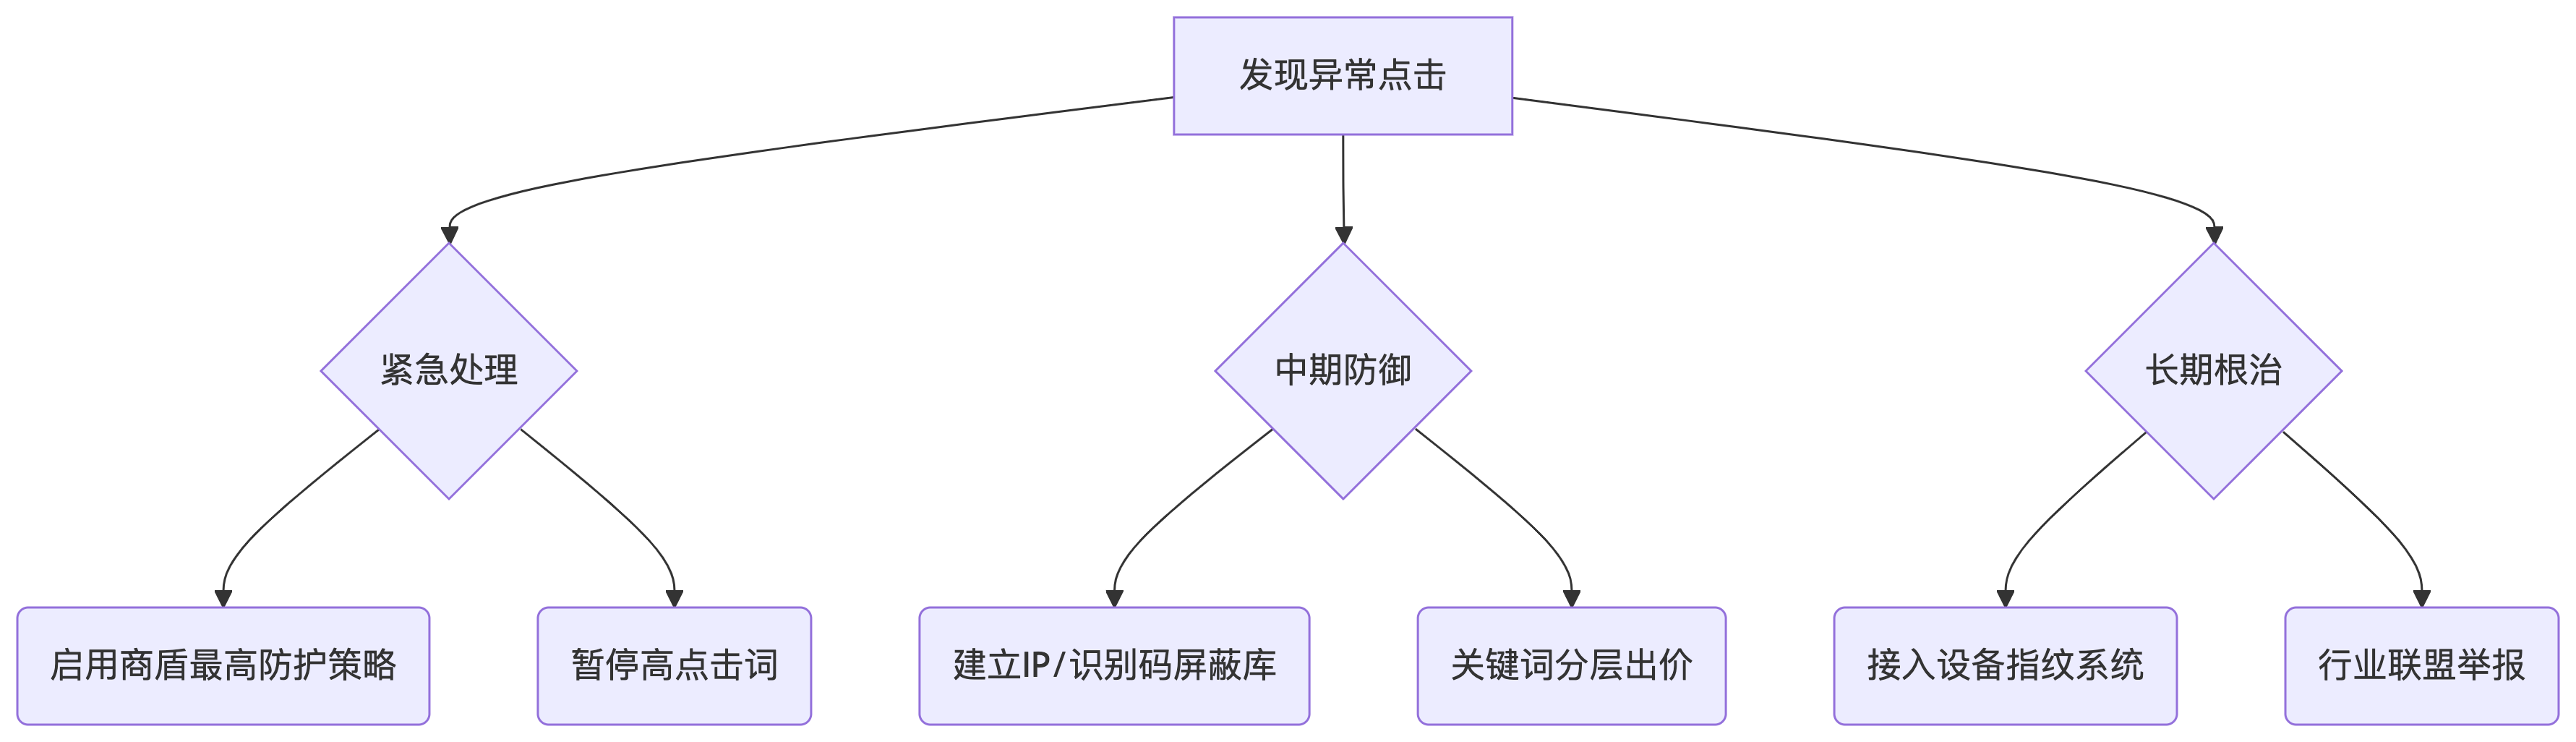 发现异常点击
紧急处理
中期防御
长期根治
启用商盾最高防护策略
暂停高点击词
建立IP/识别码屏蔽库
关键词分层出价
接入设备指纹系统
行业联盟举报